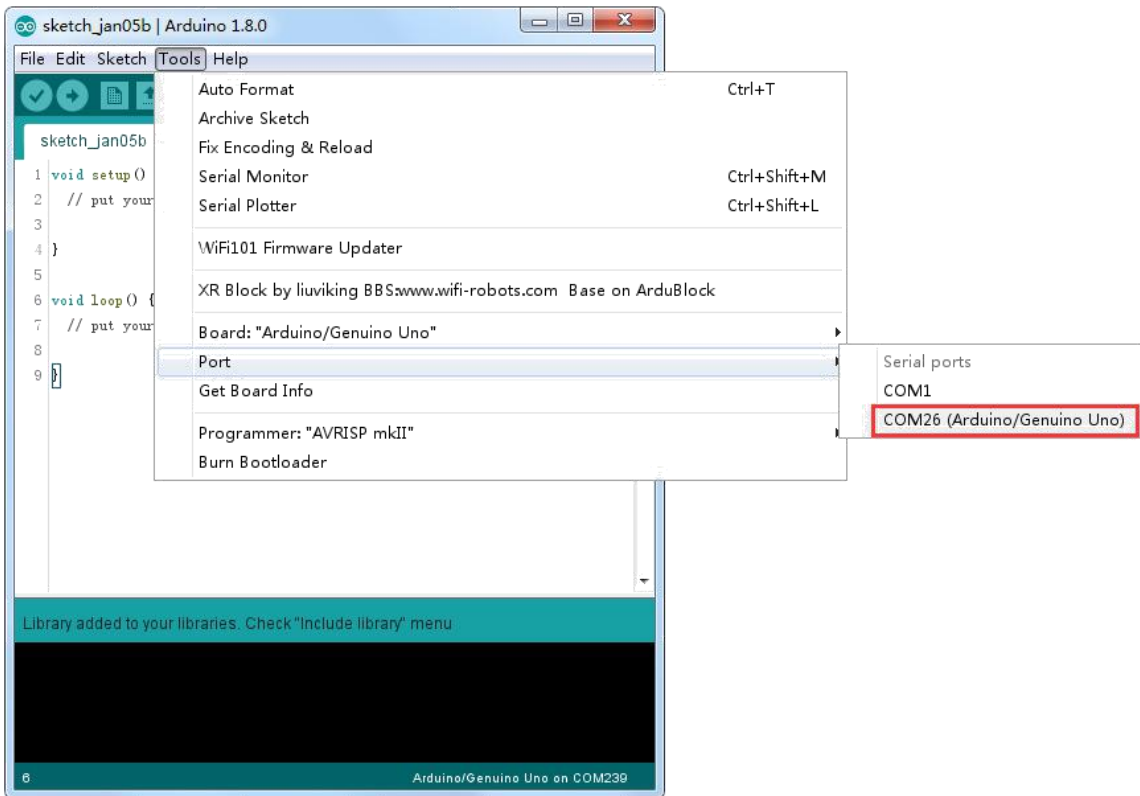 sketch_jan05b | Arduino 1.8.0
File Edit Sketch Tools Help
sketch_jan05b
1 void setup()
2 // put your
3
4 }
5
6 void loop() {
7 // put your
8
9 }
Auto Format Ctrl+T
Archive Sketch
Fix Encoding & Reload
Serial Monitor Ctrl+Shift+M
Serial Plotter Ctrl+Shift+L
WiFi101 Firmware Updater
XR Block by liuviking BBS:www.wifi-robots.com Base on ArduBlock
Board: "Arduino/Genuino Uno"
Port
Get Board Info
Programmer: "AVRISP mkII"
Burn Bootloader
Serial ports
COM1
COM26 (Arduino/Genuino Uno)
Library added to your libraries. Check "Include library" menu
6 Arduino/Genuino Uno on COM239